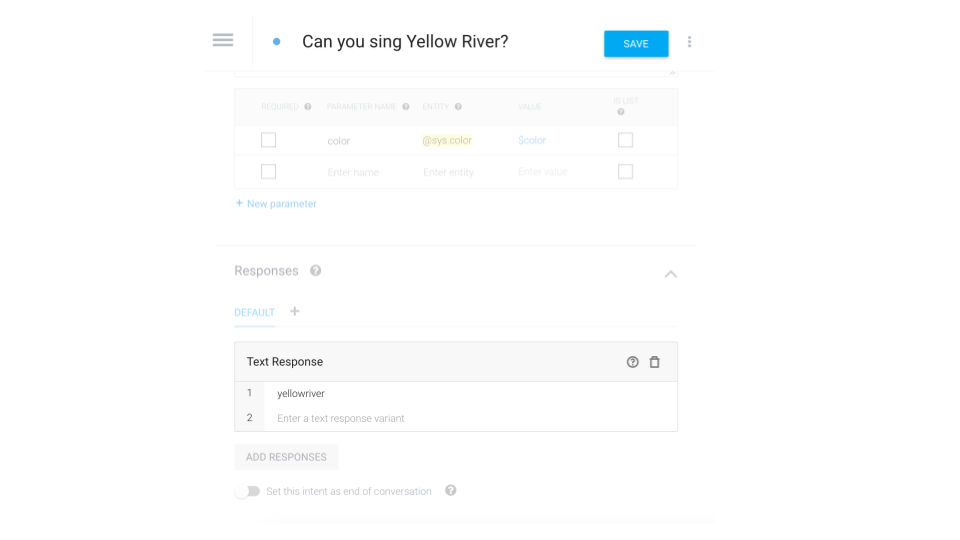 Can you sing Yellow River?
SAVE
REQUIRED PARAMETER NAME ENTITY VALUE IS LIST
color @sys.color $color
Enter name Enter entity Enter value
+ New parameter
Responses
DEFAULT +
Text Response
1 yellowriver
2 Enter a text response variant
ADD RESPONSES
Set this intent as end of conversation